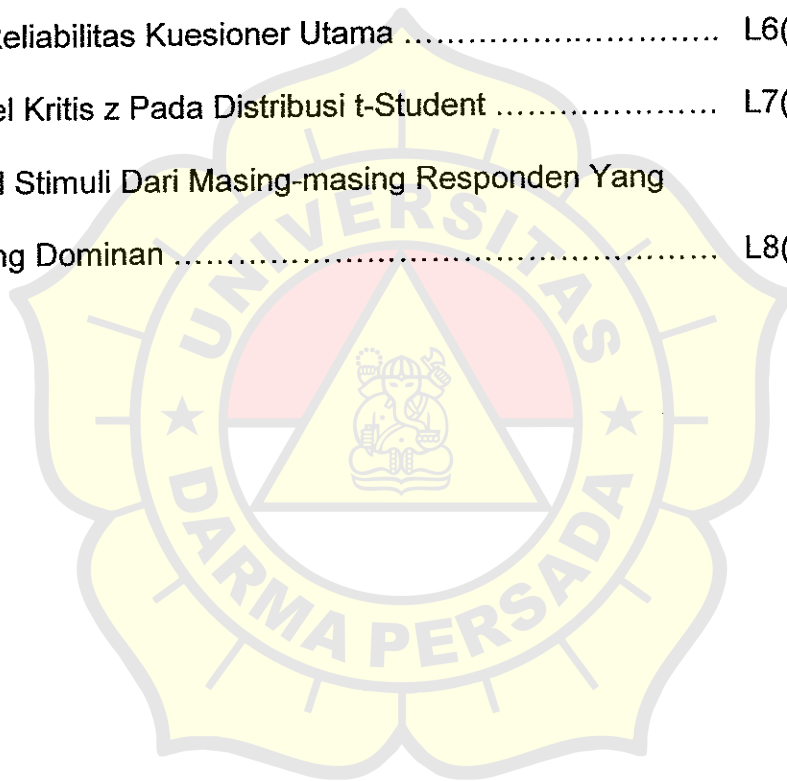 eliabilitas Kuesioner Utama .............................. L6(
el Kritis z Pada Distribusi t-Student ..................... L7(
l Stimuli Dari Masing-masing Responden Yang
ng Dominan .................................................... L8(
UNIVERSITAS
DARMA PERSADA